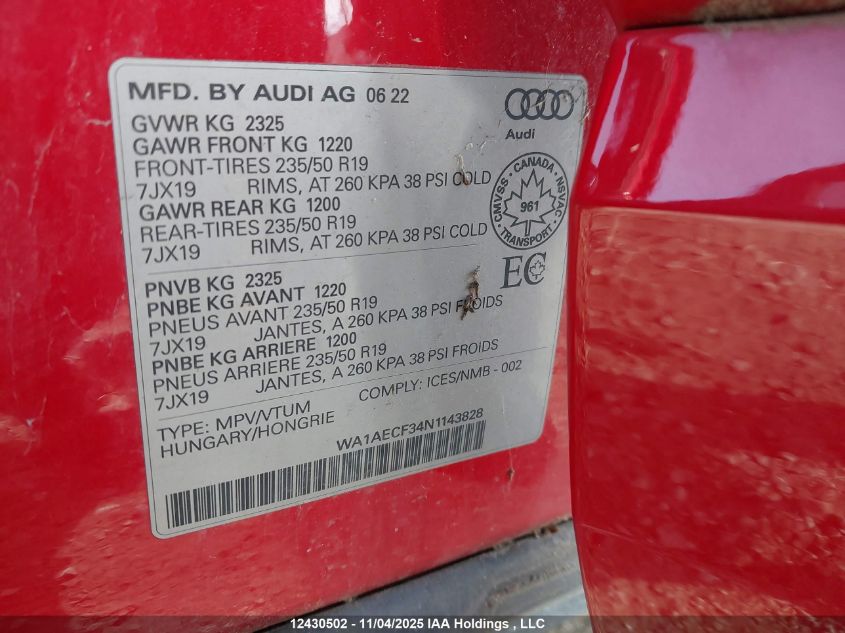 MFD. BY AUDI AG 06 22
Audi
GVWR KG 2325
GAWR FRONT KG 1220
FRONT-TIRES 235/50 R19
7JX19 RIMS, AT 260 KPA 38 PSI COLD
GAWR REAR KG 1200
REAR-TIRES 235/50 R19
7JX19 RIMS, AT 260 KPA 38 PSI COLD
CANADA
CMVSS NSVAC
961
TRANSPORT
EC
PNVB KG 2325
PNBE KG AVANT 1220
PNEUS AVANT 235/50 R19
7JX19 JANTES, A 260 KPA 38 PSI FROIDS
PNBE KG ARRIERE 1200
PNEUS ARRIERE 235/50 R19
7JX19 JANTES, A 260 KPA 38 PSI FROIDS
TYPE: MPV/VTUM COMPLY: ICES/NMB - 002
HUNGARY/HONGRIE
WA1AECF34N1143828
12430502 - 11/04/2025 IAA Holdings , LLC